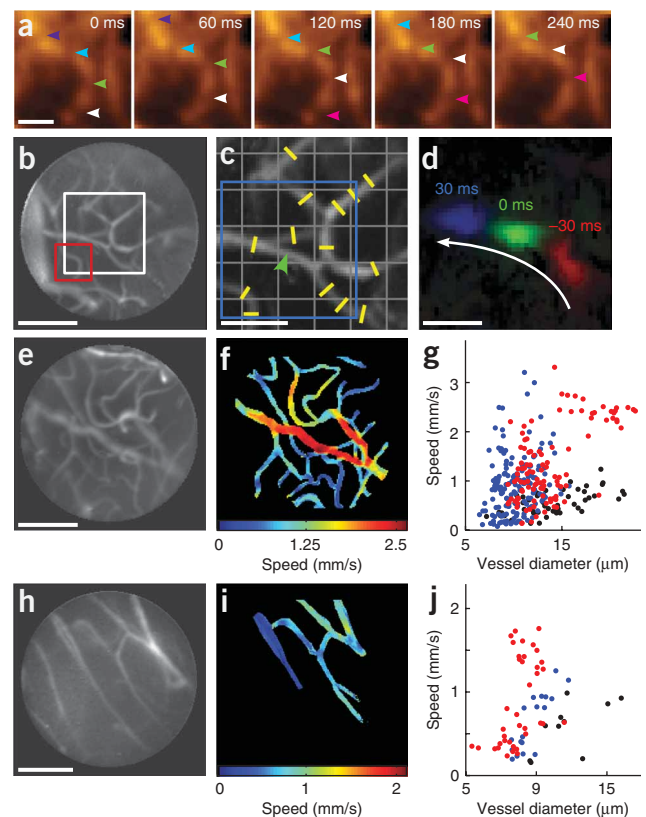 a 0 ms 60 ms 120 ms 180 ms 240 ms
b c d
30 ms
0 ms
–30 ms
e f g
3
2
1
0
Speed (mm/s)
0 1.25 2.5
Speed (mm/s)
5 15
Vessel diameter (μm)
h i j
2
1
0
Speed (mm/s)
0 1 2
Speed (mm/s)
5 9 15
Vessel diameter (μm)